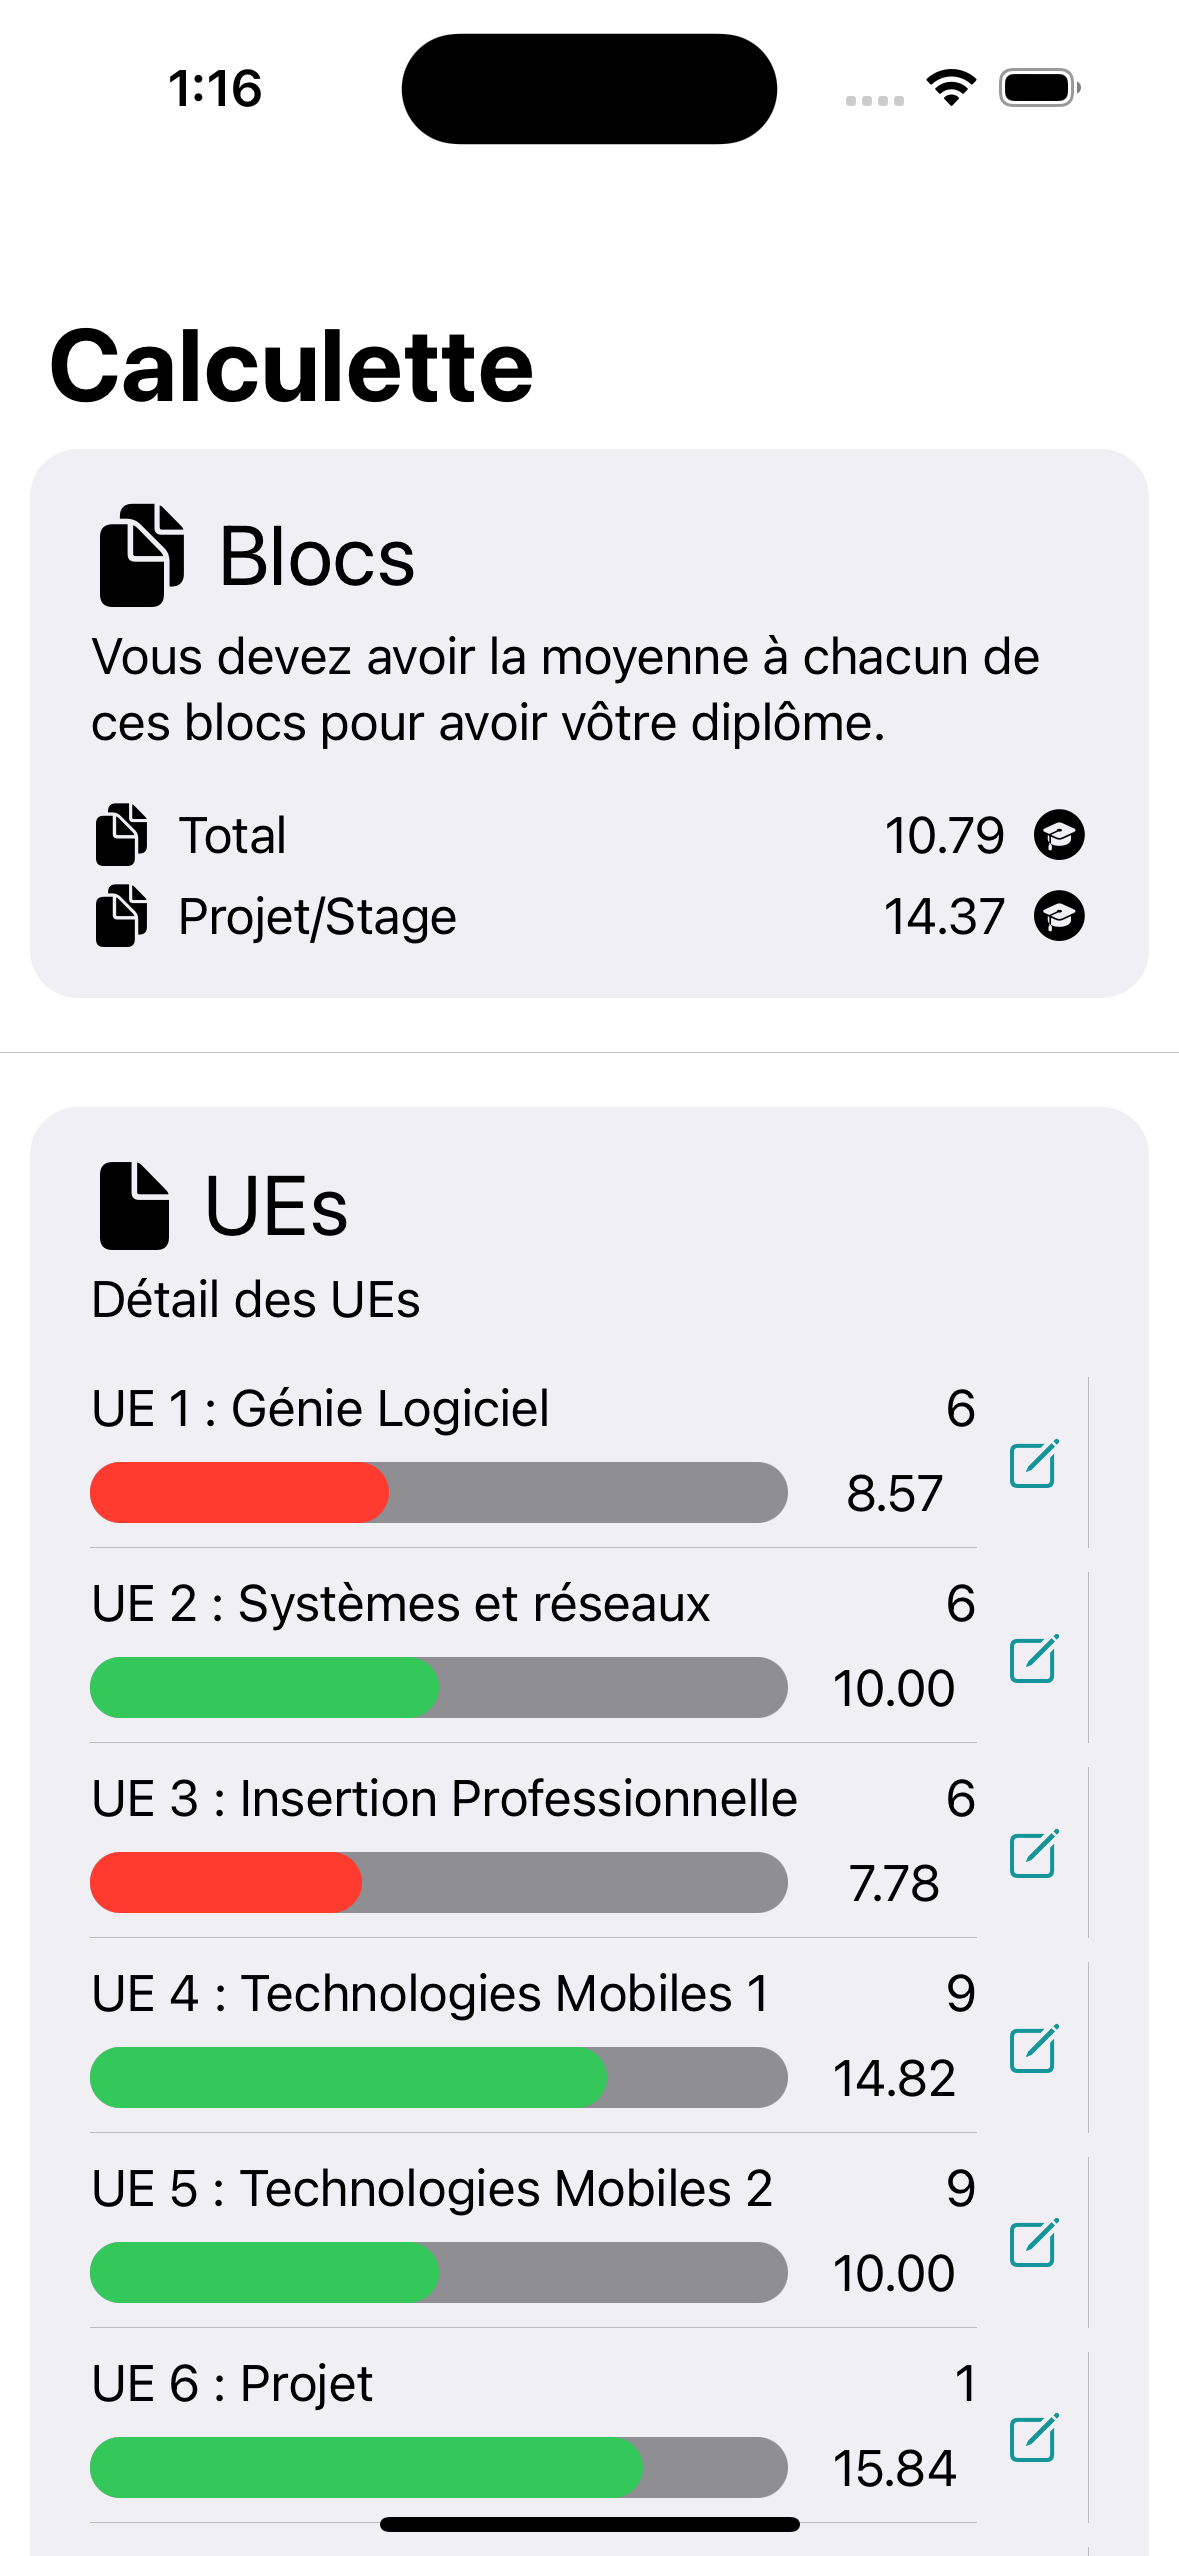 1:16
Calculette
Blocs
Vous devez avoir la moyenne à chacun de
ces blocs pour avoir vôtre diplôme.
Total 10.79
Projet/Stage 14.37
UEs
Détail des UEs
UE 1 : Génie Logiciel 6
8.57
UE 2 : Systèmes et réseaux 6
10.00
UE 3 : Insertion Professionnelle 6
7.78
UE 4 : Technologies Mobiles 1 9
14.82
UE 5 : Technologies Mobiles 2 9
10.00
UE 6 : Projet 1
15.84